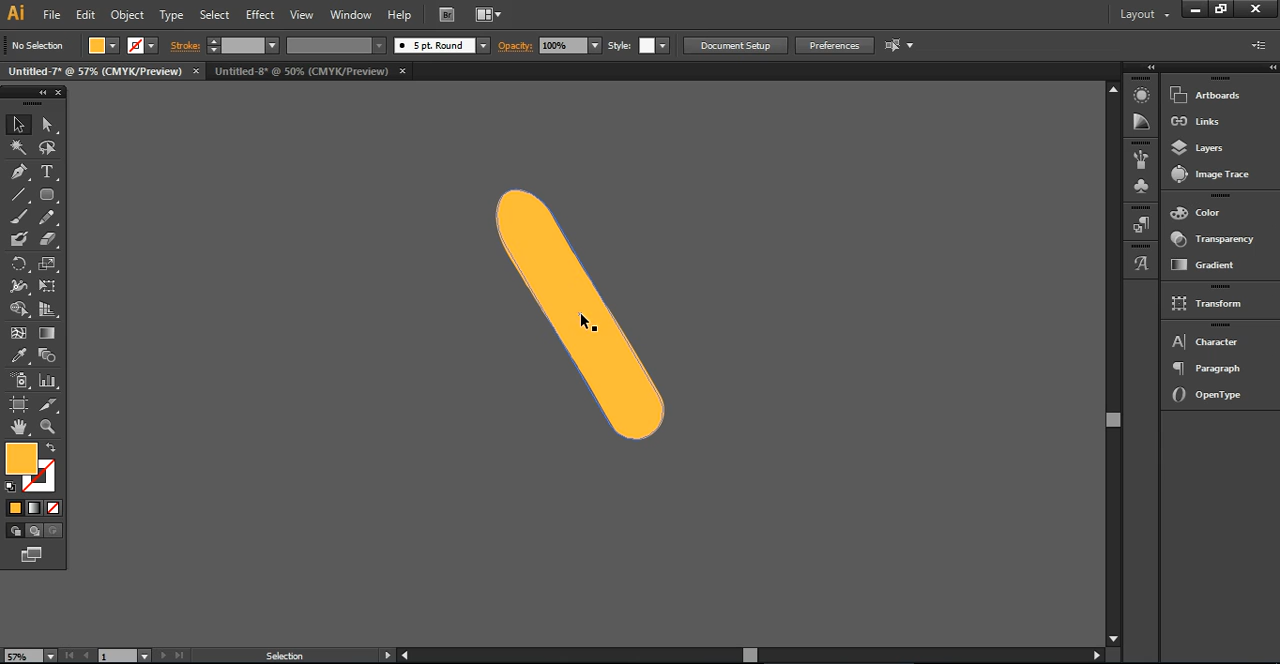 Ai File Edit Object Type Select Effect View Window Help Br Layout
No Selection Stroke: 5 pt. Round Opacity: 100% Style: Document Setup Preferences
Untitled-7* @ 57% (CMYK/Preview) × Untitled-8* @ 50% (CMYK/Preview) ×
Artboards
Links
Layers
Image Trace
Color
Transparency
Gradient
Transform
Character
Paragraph
OpenType
57% 1 Selection